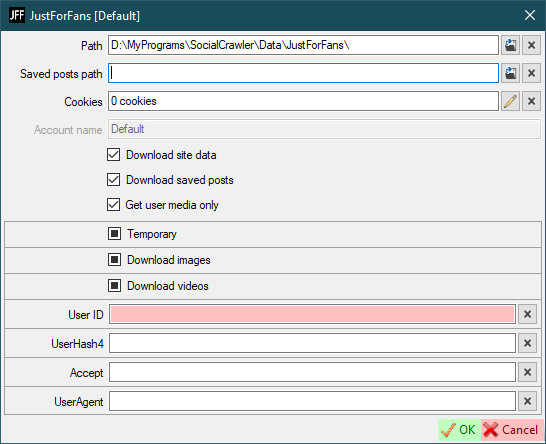 JFF JustForFans [Default]
Path D:\MyPrograms\SocialCrawler\Data\JustForFans\
Saved posts path
Cookies 0 cookies
Account name Default
Download site data
Download saved posts
Get user media only
Temporary
Download images
Download videos
User ID
UserHash4
Accept
UserAgent
OK Cancel